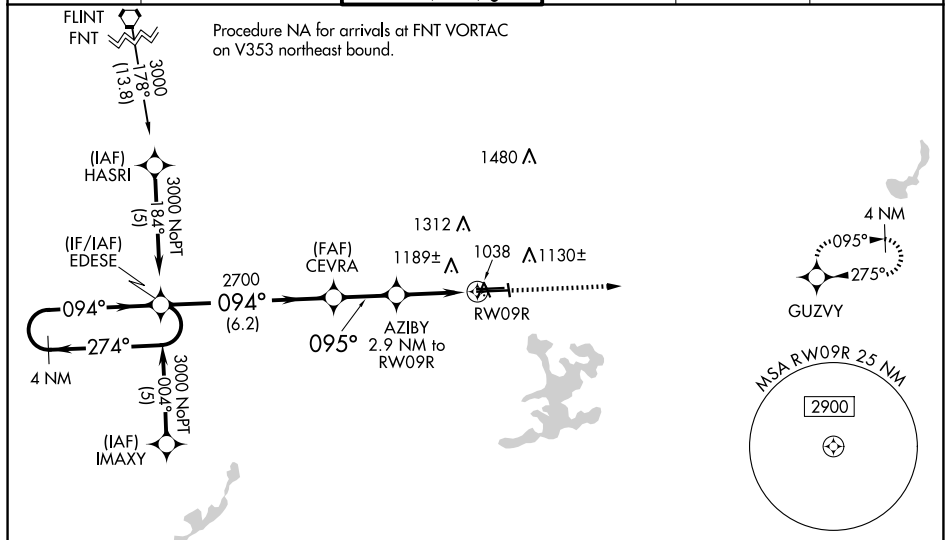 FLINT
FNT
Procedure NA for arrivals at FNT VORTAC
on V353 northeast bound.
3000
178°
(13.8)
(IAF)
HASRI
3000 NoPT
184°
(5)
(IF/IAF)
EDESE
094°
274°
4 NM
3000 NoPT
004°
(5)
(IAF)
IMAXY
2700
094°
(6.2)
(FAF)
CEVRA
095°
AZIBY
2.9 NM to
RW09R
1480
1312
1189±
1038
1130±
RW09R
4 NM
095°
275°
GUZVY
MSA RW09R 25 NM
2900